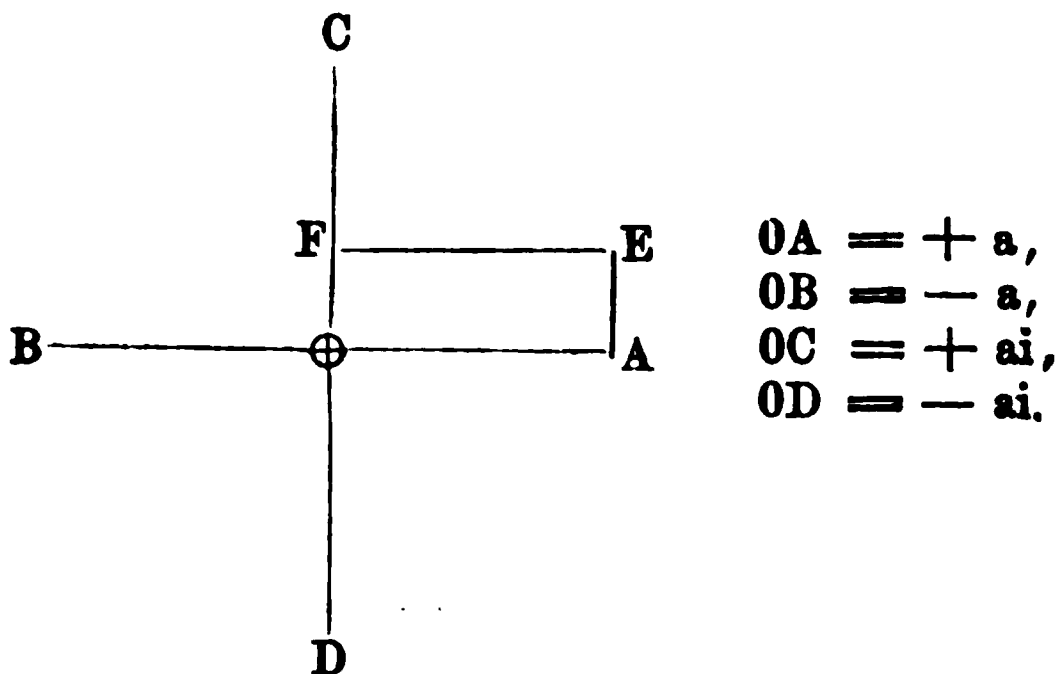 C
F E
B A
D
0A = + a,
0B = — a,
0C = + ai,
0D = — ai.